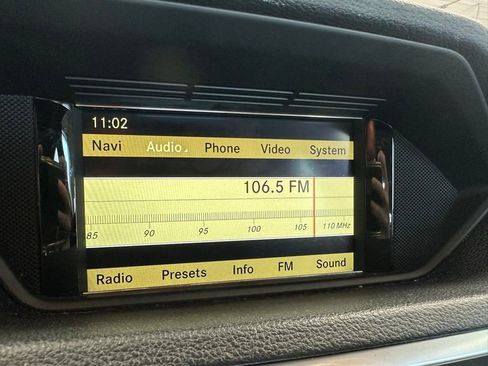 11:02
Navi Audio Phone Video System
106.5 FM
85 90 95 100 105 110 MHz
Radio Presets Info FM Sound